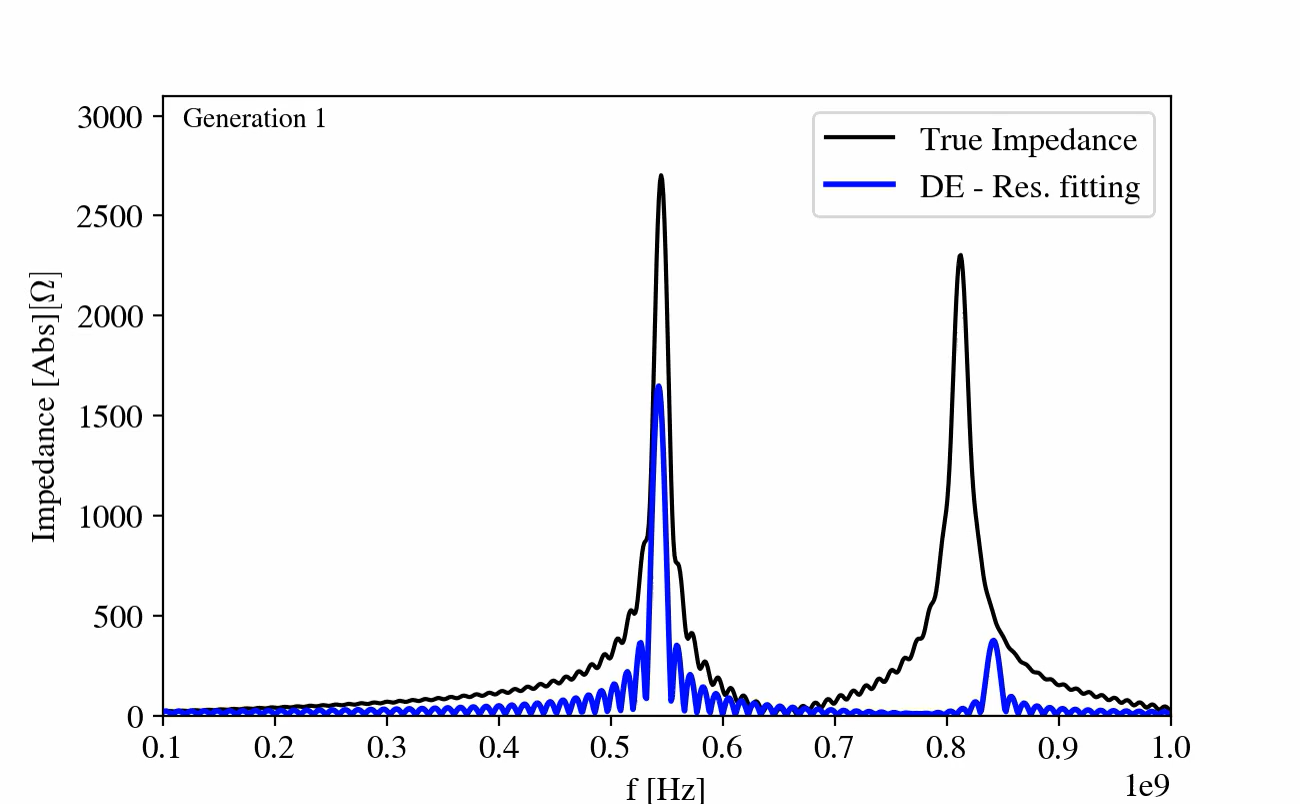 Generation 1
True Impedance
DE - Res. fitting
Impedance [Abs][Ω]
3000
2500
2000
1500
1000
500
0
0.1 0.2 0.3 0.4 0.5 0.6 0.7 0.8 0.9 1.0
1e9
f [Hz]